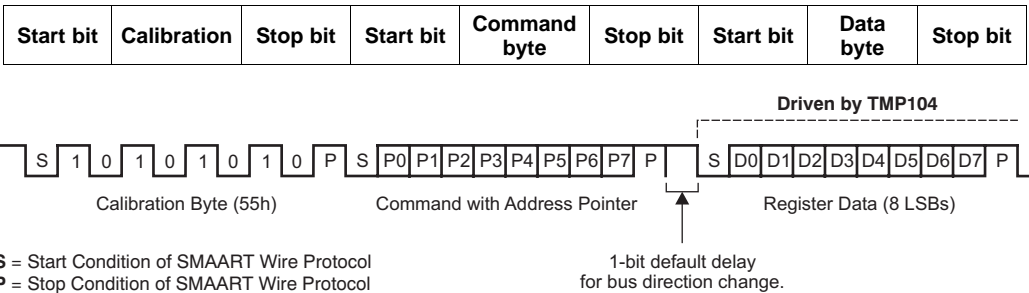 Start bit Calibration Stop bit Start bit Command byte Stop bit Start bit Data byte Stop bit
Driven by TMP104
S 1 0 1 0 1 0 1 0 P S P0 P1 P2 P3 P4 P5 P6 P7 P S D0 D1 D2 D3 D4 D5 D6 D7 P
Calibration Byte (55h) Command with Address Pointer Register Data (8 LSBs)
S = Start Condition of SMAART Wire Protocol
P = Stop Condition of SMAART Wire Protocol
1-bit default delay
for bus direction change.